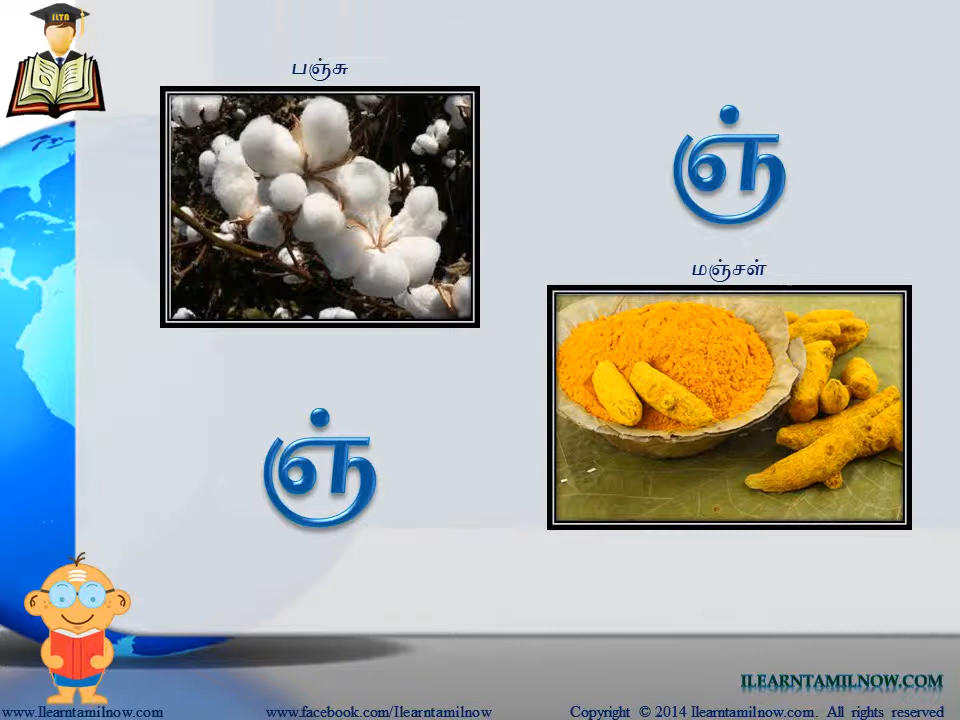 ILTN
பஞ்சு
ஞ்
மஞ்சள்
ஞ்
ILEARNTAMILNOW.COM
www.Ilearntamilnow.com www.facebook.com/Ilearntamilnow Copyright © 2014 Ilearntamilnow.com. All rights reserved